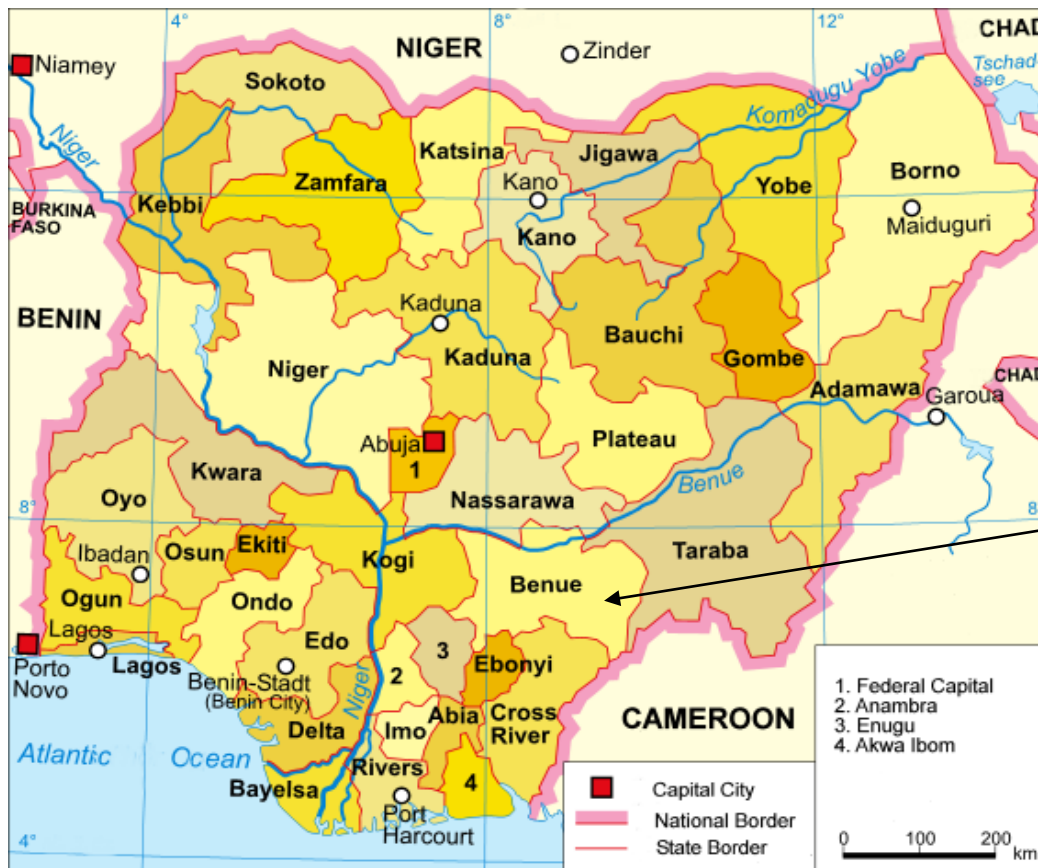 4°
8°
12°
CHAD
NIGER
Zinder
Niamey
Sokoto
Tschad-
see
Komadugu Yobe
Niger
Katsina
Jigawa
Zamfara
Kano
Yobe
Borno
Kebbi
BURKINA
FASO
Kano
Maiduguri
BENIN
Kaduna
Bauchi
Kaduna
Gombe
Niger
CHAD
Adamawa
Garoua
Abuja
1
Plateau
Kwara
Nassarawa
Benue
Oyo
8°
8
Ibadan
Osun
Ekiti
Kogi
Taraba
Benue
Ogun
Ondo
Lagos
Edo
3
Ebonyi
Porto
Novo
Lagos
Benin-Stadt
(Benin City)
Niger
2
Abia
Cross
River
CAMEROON
Delta
Imo
Atlantic Ocean
Rivers
4
Bayelsa
Port
Harcourt
4°
1. Federal Capital
2. Anambra
3. Enugu
4. Akwa Ibom
Capital City
National Border
State Border
0 100 200
km